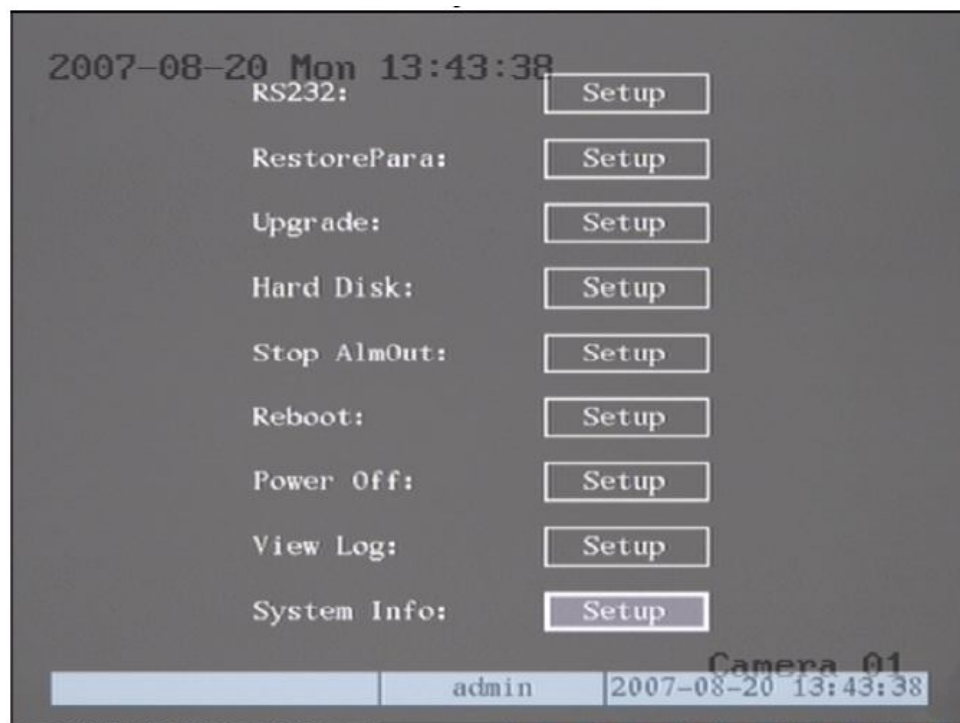 2007-08-20 Mon 13:43:38
RS232: Setup
RestorePara: Setup
Upgrade: Setup
Hard Disk: Setup
Stop AlmOut: Setup
Reboot: Setup
Power Off: Setup
View Log: Setup
System Info: Setup
Camera 01
admin 2007-08-20 13:43:38